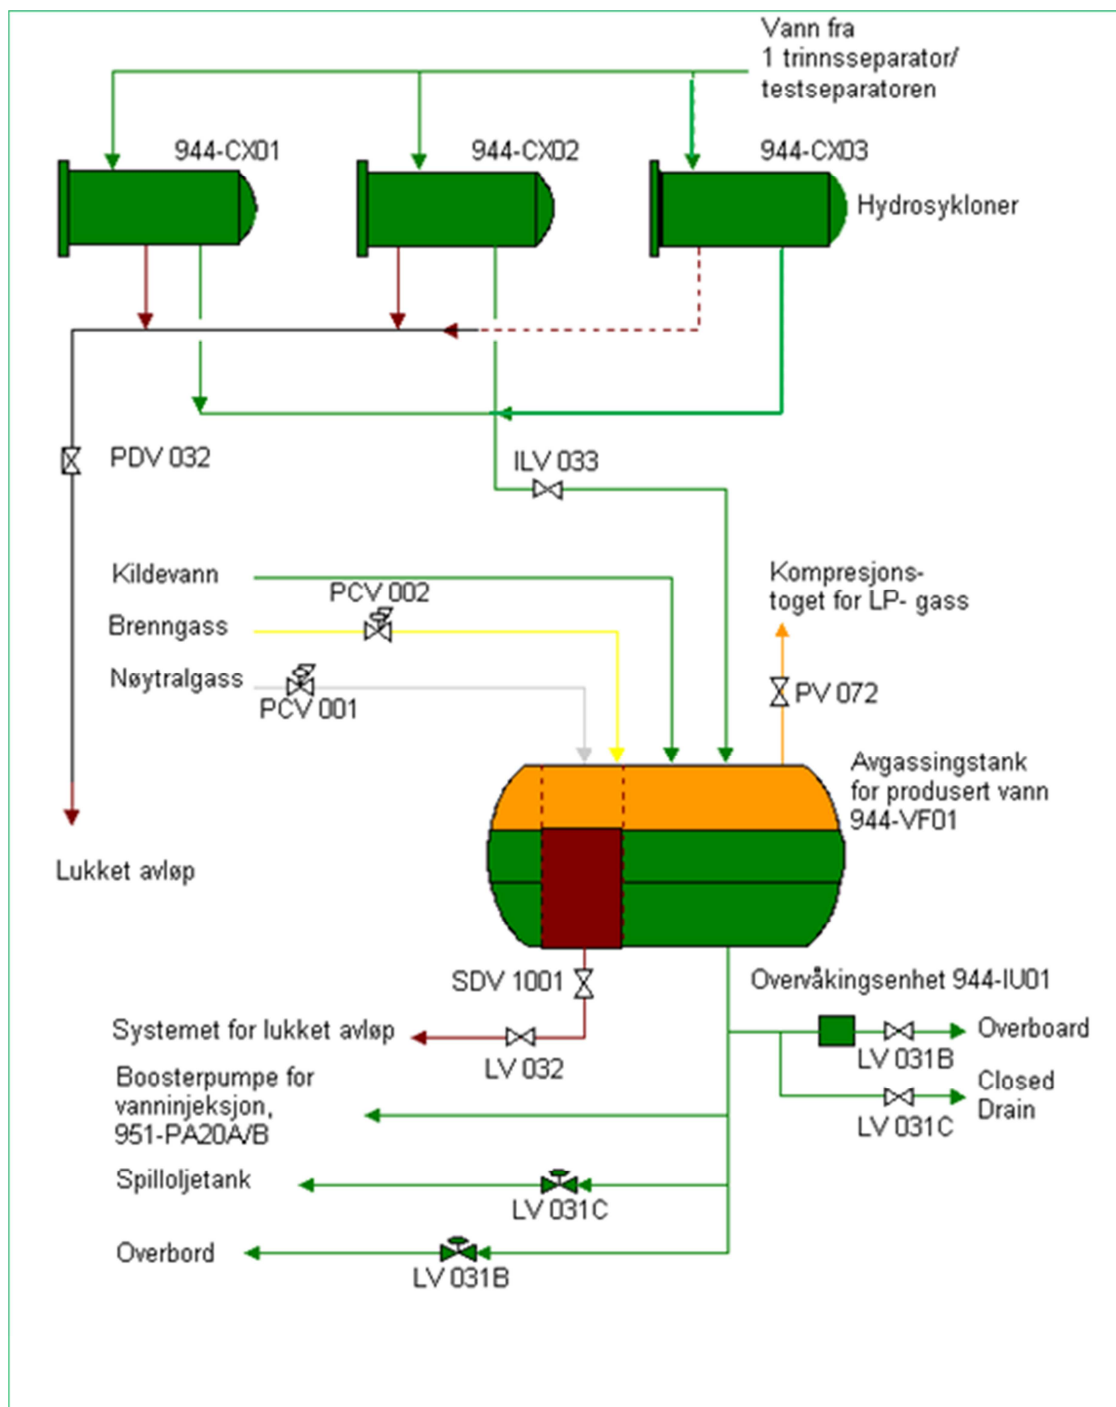 Vann fra
1 trinnsseparator/
testseparatoren
944-CX01
944-CX02
944-CX03
Hydrosykloner
PDV 032
ILV 033
Kildevann
PCV 002
Brenngass
Nøytralgass
PCV 001
Kompresjons-
toget for LP- gass
PV 072
Avgassingstank
for produsert vann
944-VF01
Lukket avløp
SDV 1001
Overvåkingsenhet 944-IU01
Systemet for lukket avløp
LV 032
Overboard
LV 031B
Boosterpumpe for
vanninjeksjon,
951-PA20A/B
Closed
Drain
LV 031C
Spilloljetank
LV 031C
Overbord
LV 031B